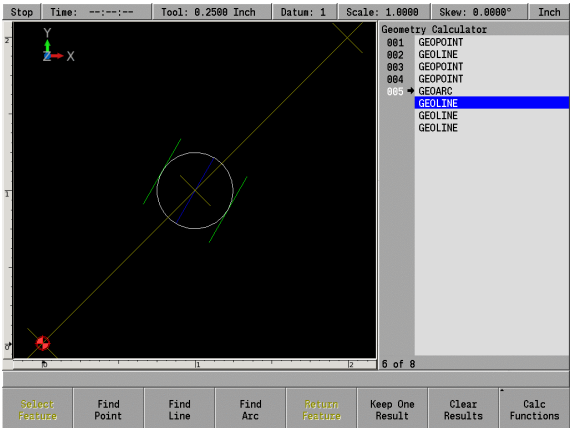 Stop Time: --:--:-- Tool: 0.2500 Inch Datum: 1 Scale: 1.0000 Skew: 0.0000° Inch
Geometry Calculator
001 GEOPOINT
002 GEOLINE
003 GEOPOINT
004 GEOPOINT
005 → GEOARC
GEOLINE
GEOLINE
GEOLINE
Y
Z X
2
1
0
0 1 2
6 of 8
Select Feature Find Point Find Line Find Arc Return Feature Keep One Result Clear Results Calc Functions